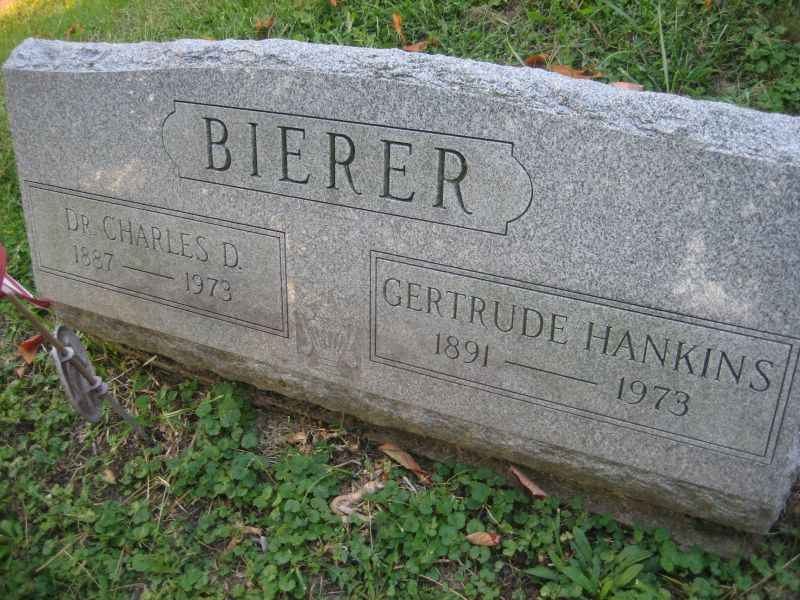 BIERER
DR. CHARLES D.
1887 — 1973
GERTRUDE HANKINS
1891 — 1973